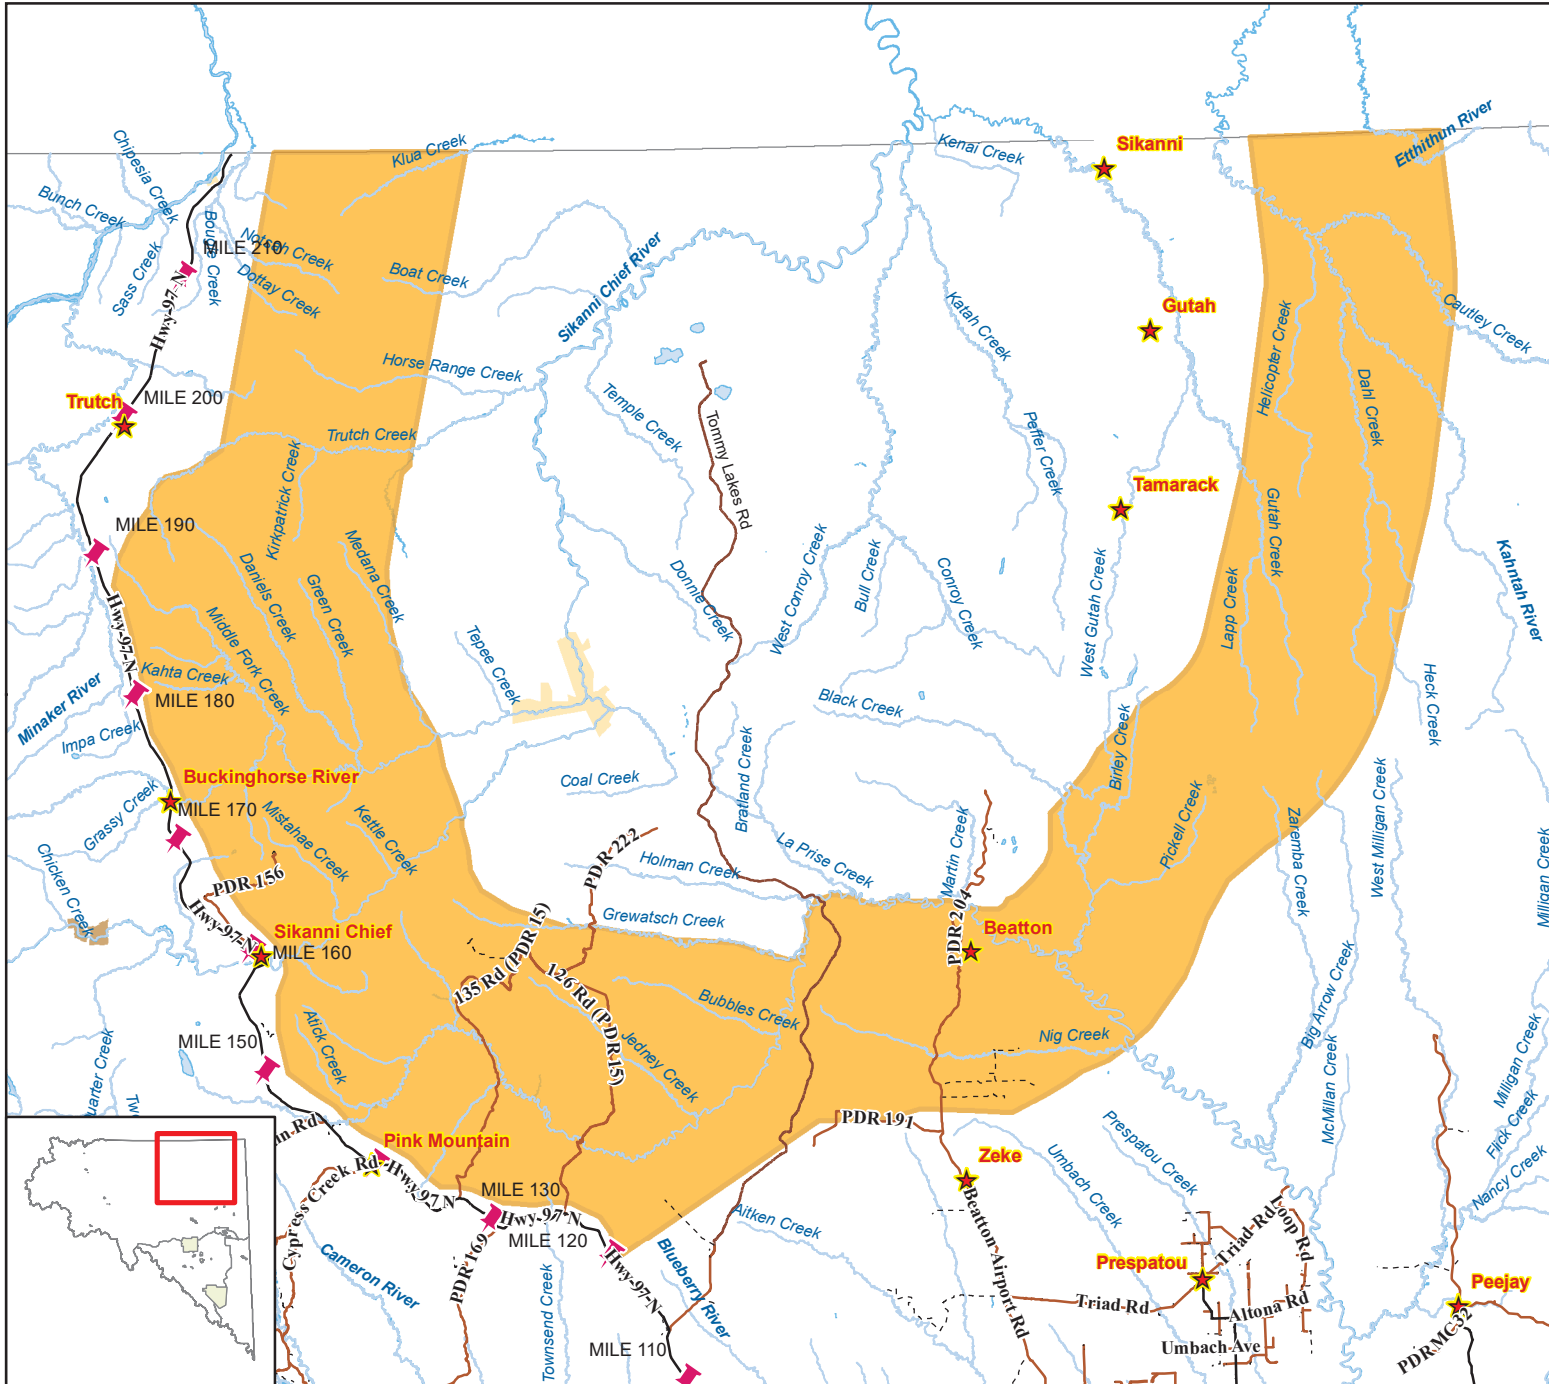 Klua Creek
Kenai Creek
Sikanni
Etthithun River
Chipesia Creek
Bunch Creek
Sass Creek
Bougie Creek
MILE 210
Notseh Creek
Dottay Creek
Boat Creek
Sikanni Chief River
Hwy-97-N
Katah Creek
Gutah
Helicopter Creek
Cautley Creek
Horse Range Creek
Trutch
MILE 200
Temple Creek
Tommy Lakes Rd
Dahl Creek
Trutch Creek
Peffer Creek
Kirkpatrick Creek
Tamarack
Gutah Creek
MILE 190
Medana Creek
Daniels Creek
Green Creek
Donnie Creek
West Conroy Creek
Bull Creek
Conroy Creek
West Gutah Creek
Lapp Creek
Kahntah River
Hwy-97-N
Middle Fork Creek
Tepee Creek
Kahta Creek
MILE 180
Minaker River
Impa Creek
Black Creek
Heck Creek
Birley Creek
Buckinghorse River
Coal Creek
Bratland Creek
Grassy Creek
MILE 170
Mistahae Creek
Kettle Creek
Pickell Creek
Zaremba Creek
West Milligan Creek
Milligan Creek
Chicken Creek
PDR 156
PDR 222
Holman Creek
La Prise Creek
Martin Creek
Hwy-97-N
Sikanni Chief
MILE 160
Grewatsch Creek
PDR 204
Beatton
135 Rd (PDR 15)
126 Rd (PDR 15)
Bubbles Creek
Nig Creek
Big Arrow Creek
MILE 150
Atick Creek
Jedney Creek
McMillan Creek
Milligan Creek
Flick Creek
Nancy Creek
PDR 191
Pink Mountain
Cypress Creek Rd
Hwy 97 N
MILE 130
Hwy 97 N
MILE 120
PDR 169
Zeke
Prespatou Creek
Umbach Creek
Aitken Creek
Beatton Airport Rd
Cameron River
Townsend Creek
Hwy-97-N
Blueberry River
MILE 110
Prespatou
Triad Rd
Loop Rd
Triad Rd
Altona Rd
Umbach Ave
Peejay
PDRMC32